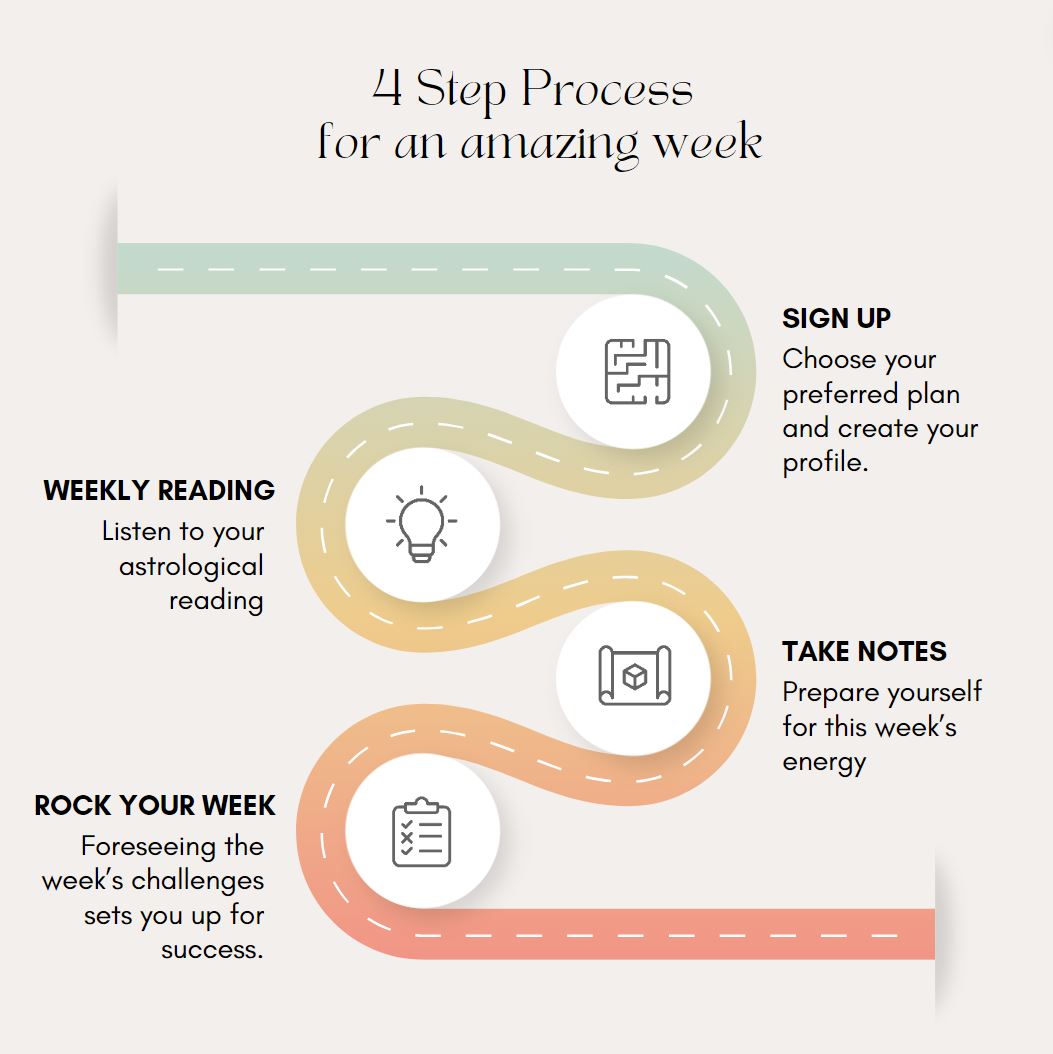 4 Step Process
for an amazing week
SIGN UP
Choose your
preferred plan
and create your
profile.
WEEKLY READING
Listen to your
astrological
reading
TAKE NOTES
Prepare yourself
for this week's
energy
ROCK YOUR WEEK
Foreseeing the
week's challenges
sets you up for
success.